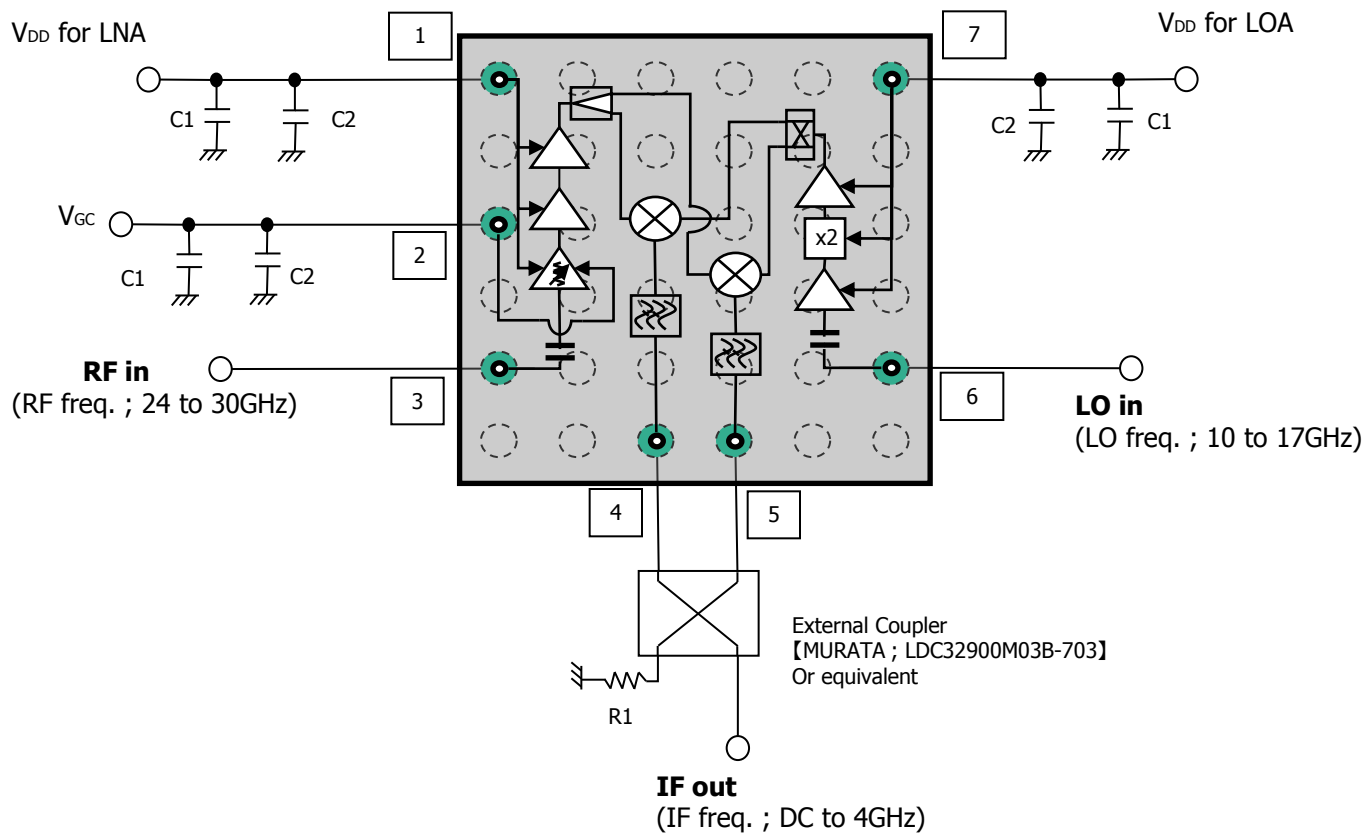 VDD for LNA
1
7
VDD for LOA
C1
C2
C2
C1
VGC
2
C1
C2
x2
RF in
(RF freq. ; 24 to 30GHz)
3
6
LO in
(LO freq. ; 10 to 17GHz)
4
5
External Coupler
【MURATA ; LDC32900M03B-703】
Or equivalent
R1
IF out
(IF freq. ; DC to 4GHz)